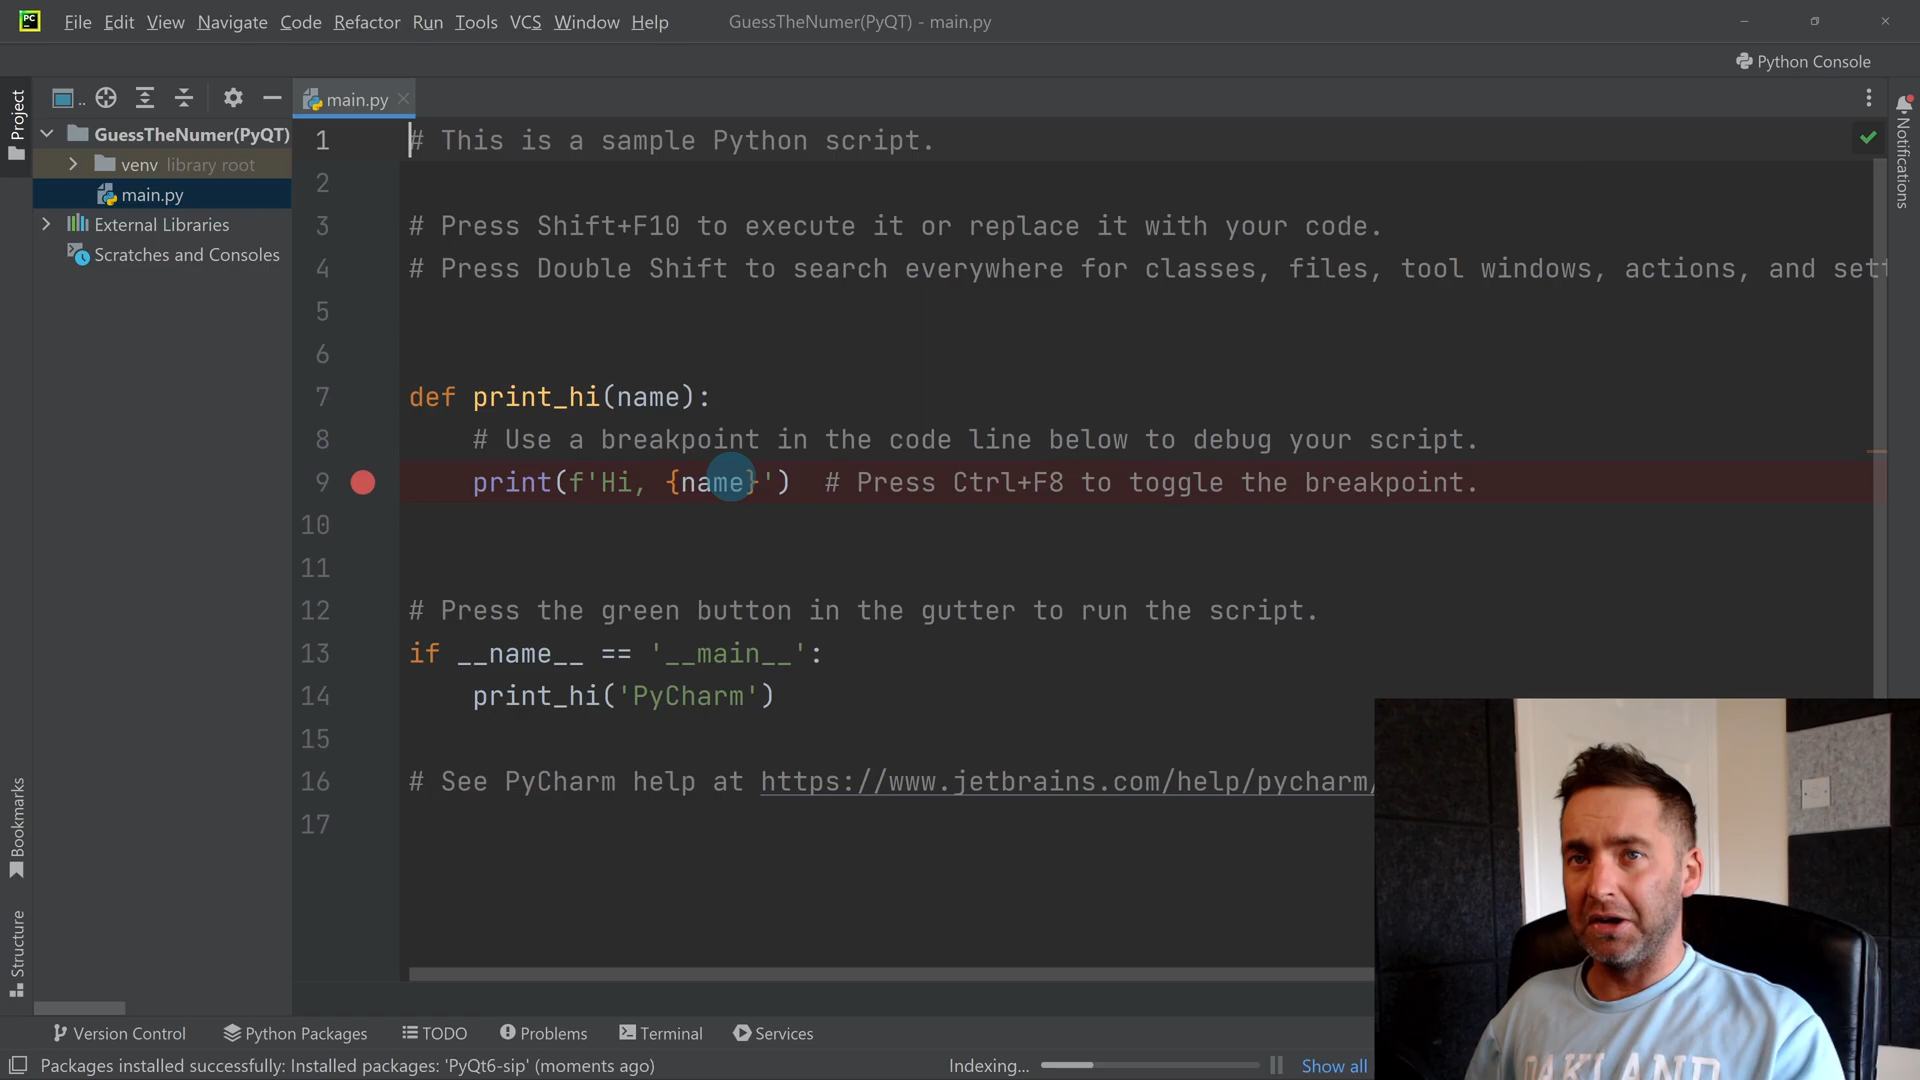 PC File Edit View Navigate Code Refactor Run Tools VCS Window Help GuessTheNumer(PyQT) - main.py
Python Console
.. main.py
Project
Notifications
GuessTheNumer(PyQT)
venv library root
main.py
External Libraries
Scratches and Consoles
1 # This is a sample Python script.
2
3 # Press Shift+F10 to execute it or replace it with your code.
4 # Press Double Shift to search everywhere for classes, files, tool windows, actions, and sett
5
6
7 def print_hi(name):
8 # Use a breakpoint in the code line below to debug your script.
9 print(f'Hi, {name}') # Press Ctrl+F8 to toggle the breakpoint.
10
11
12 # Press the green button in the gutter to run the script.
13 if __name__ == '__main__':
14 print_hi('PyCharm')
15
16 # See PyCharm help at https://www.jetbrains.com/help/pycharm/
17
Bookmarks
Structure
OAKLAND
Version Control Python Packages TODO Problems Terminal Services
Packages installed successfully: Installed packages: 'PyQt6-sip' (moments ago) Indexing... Show all